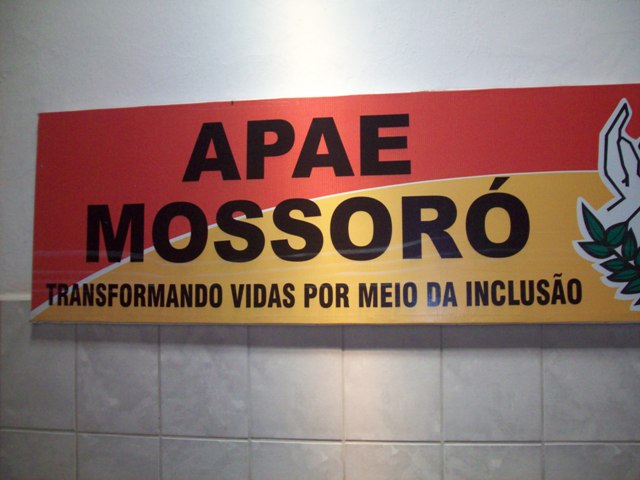 APAE
MOSSORÓ
TRANSFORMANDO VIDAS POR MEIO DA INCLUSÃO